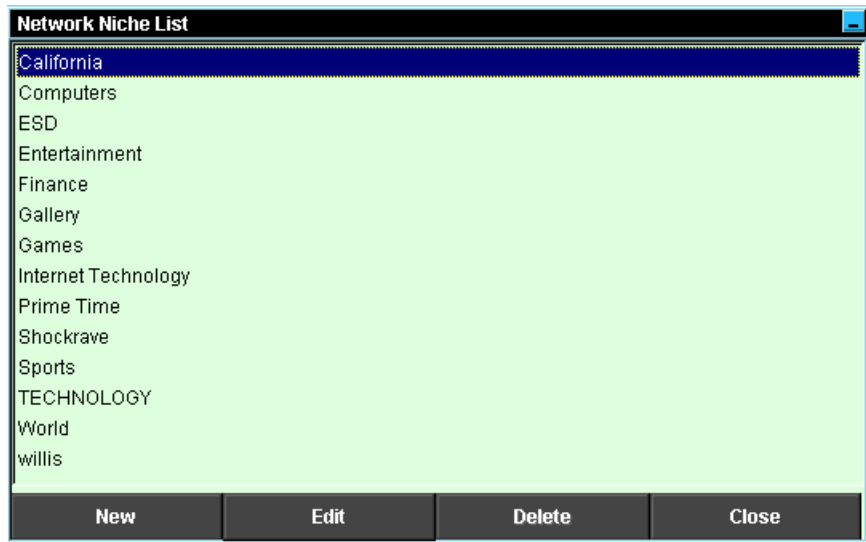 Network Niche List
California
Computers
ESD
Entertainment
Finance
Gallery
Games
Internet Technology
Prime Time
Shockrave
Sports
TECHNOLOGY
World
willis
New Edit Delete Close